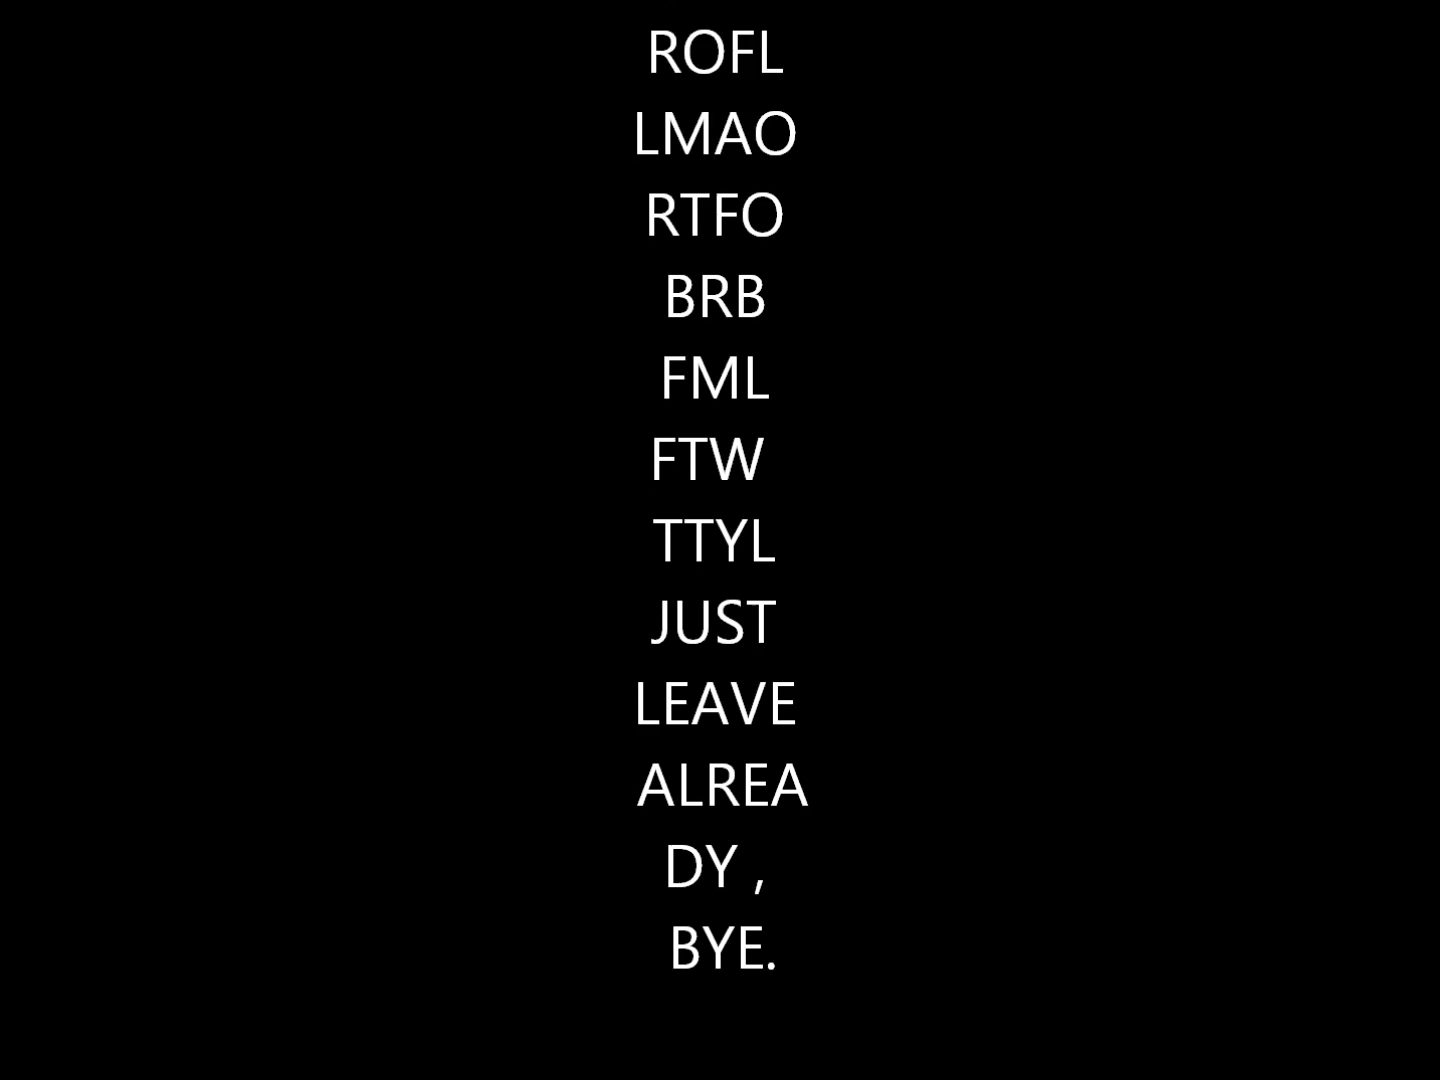 ROFL
LMAO
RTFO
BRB
FML
FTW
TTYL
JUST
LEAVE
ALREA
DY ,
BYE.